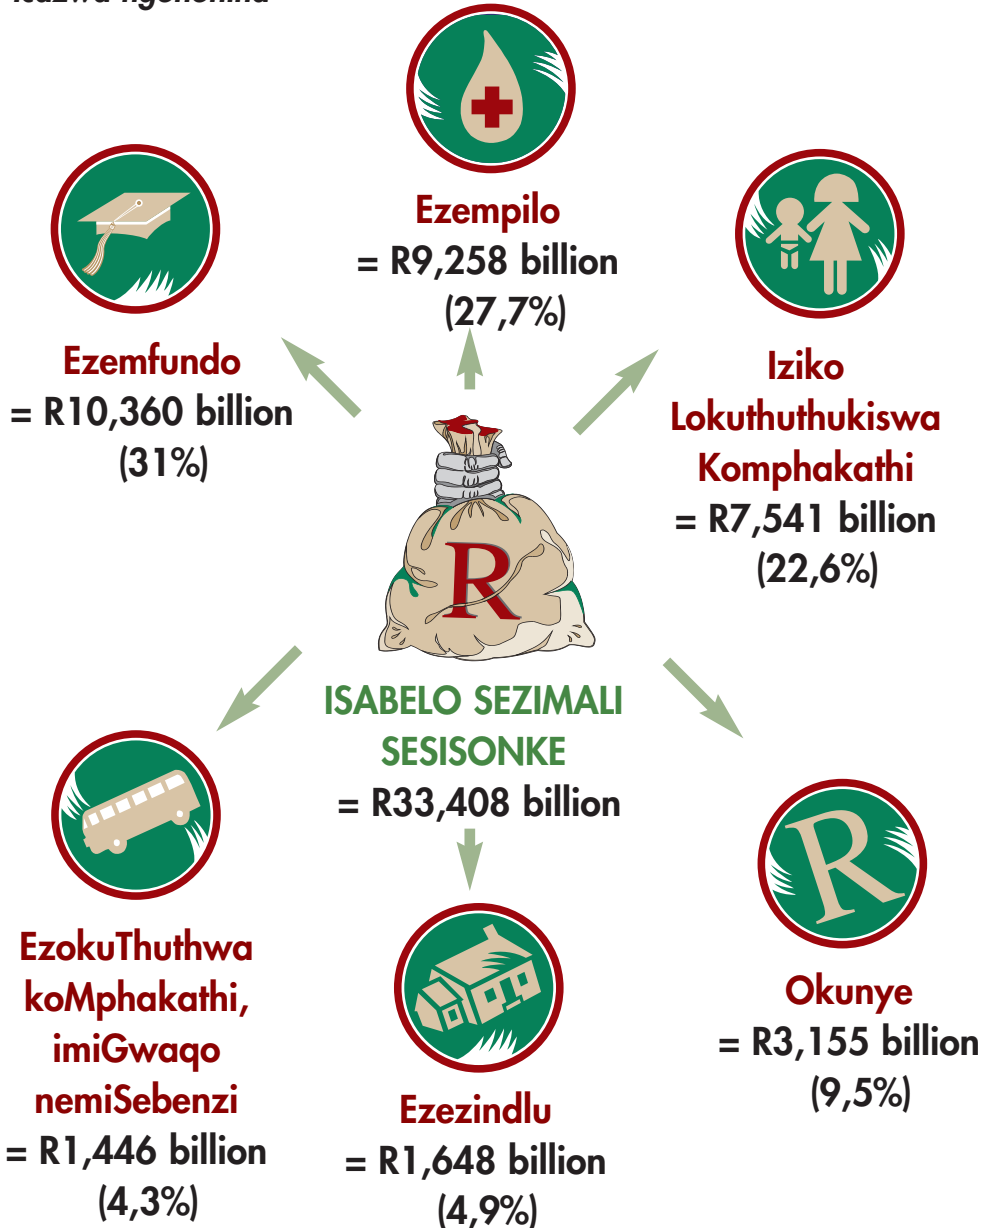 Ezempilo
= R9,258 billion
(27,7%)
Ezemfundo
= R10,360 billion
(31%)
Iziko
Lokuthuthukiswa
Komphakathi
= R7,541 billion
(22,6%)
R
ISABELO SEZIMALI
SESISONKE
= R33,408 billion
EzokuThuthwa
koMphakathi,
imiGwaqo
nemiSebenzi
= R1,446 billion
(4,3%)
Ezezindlu
= R1,648 billion
(4,9%)
R
Okunye
= R3,155 billion
(9,5%)